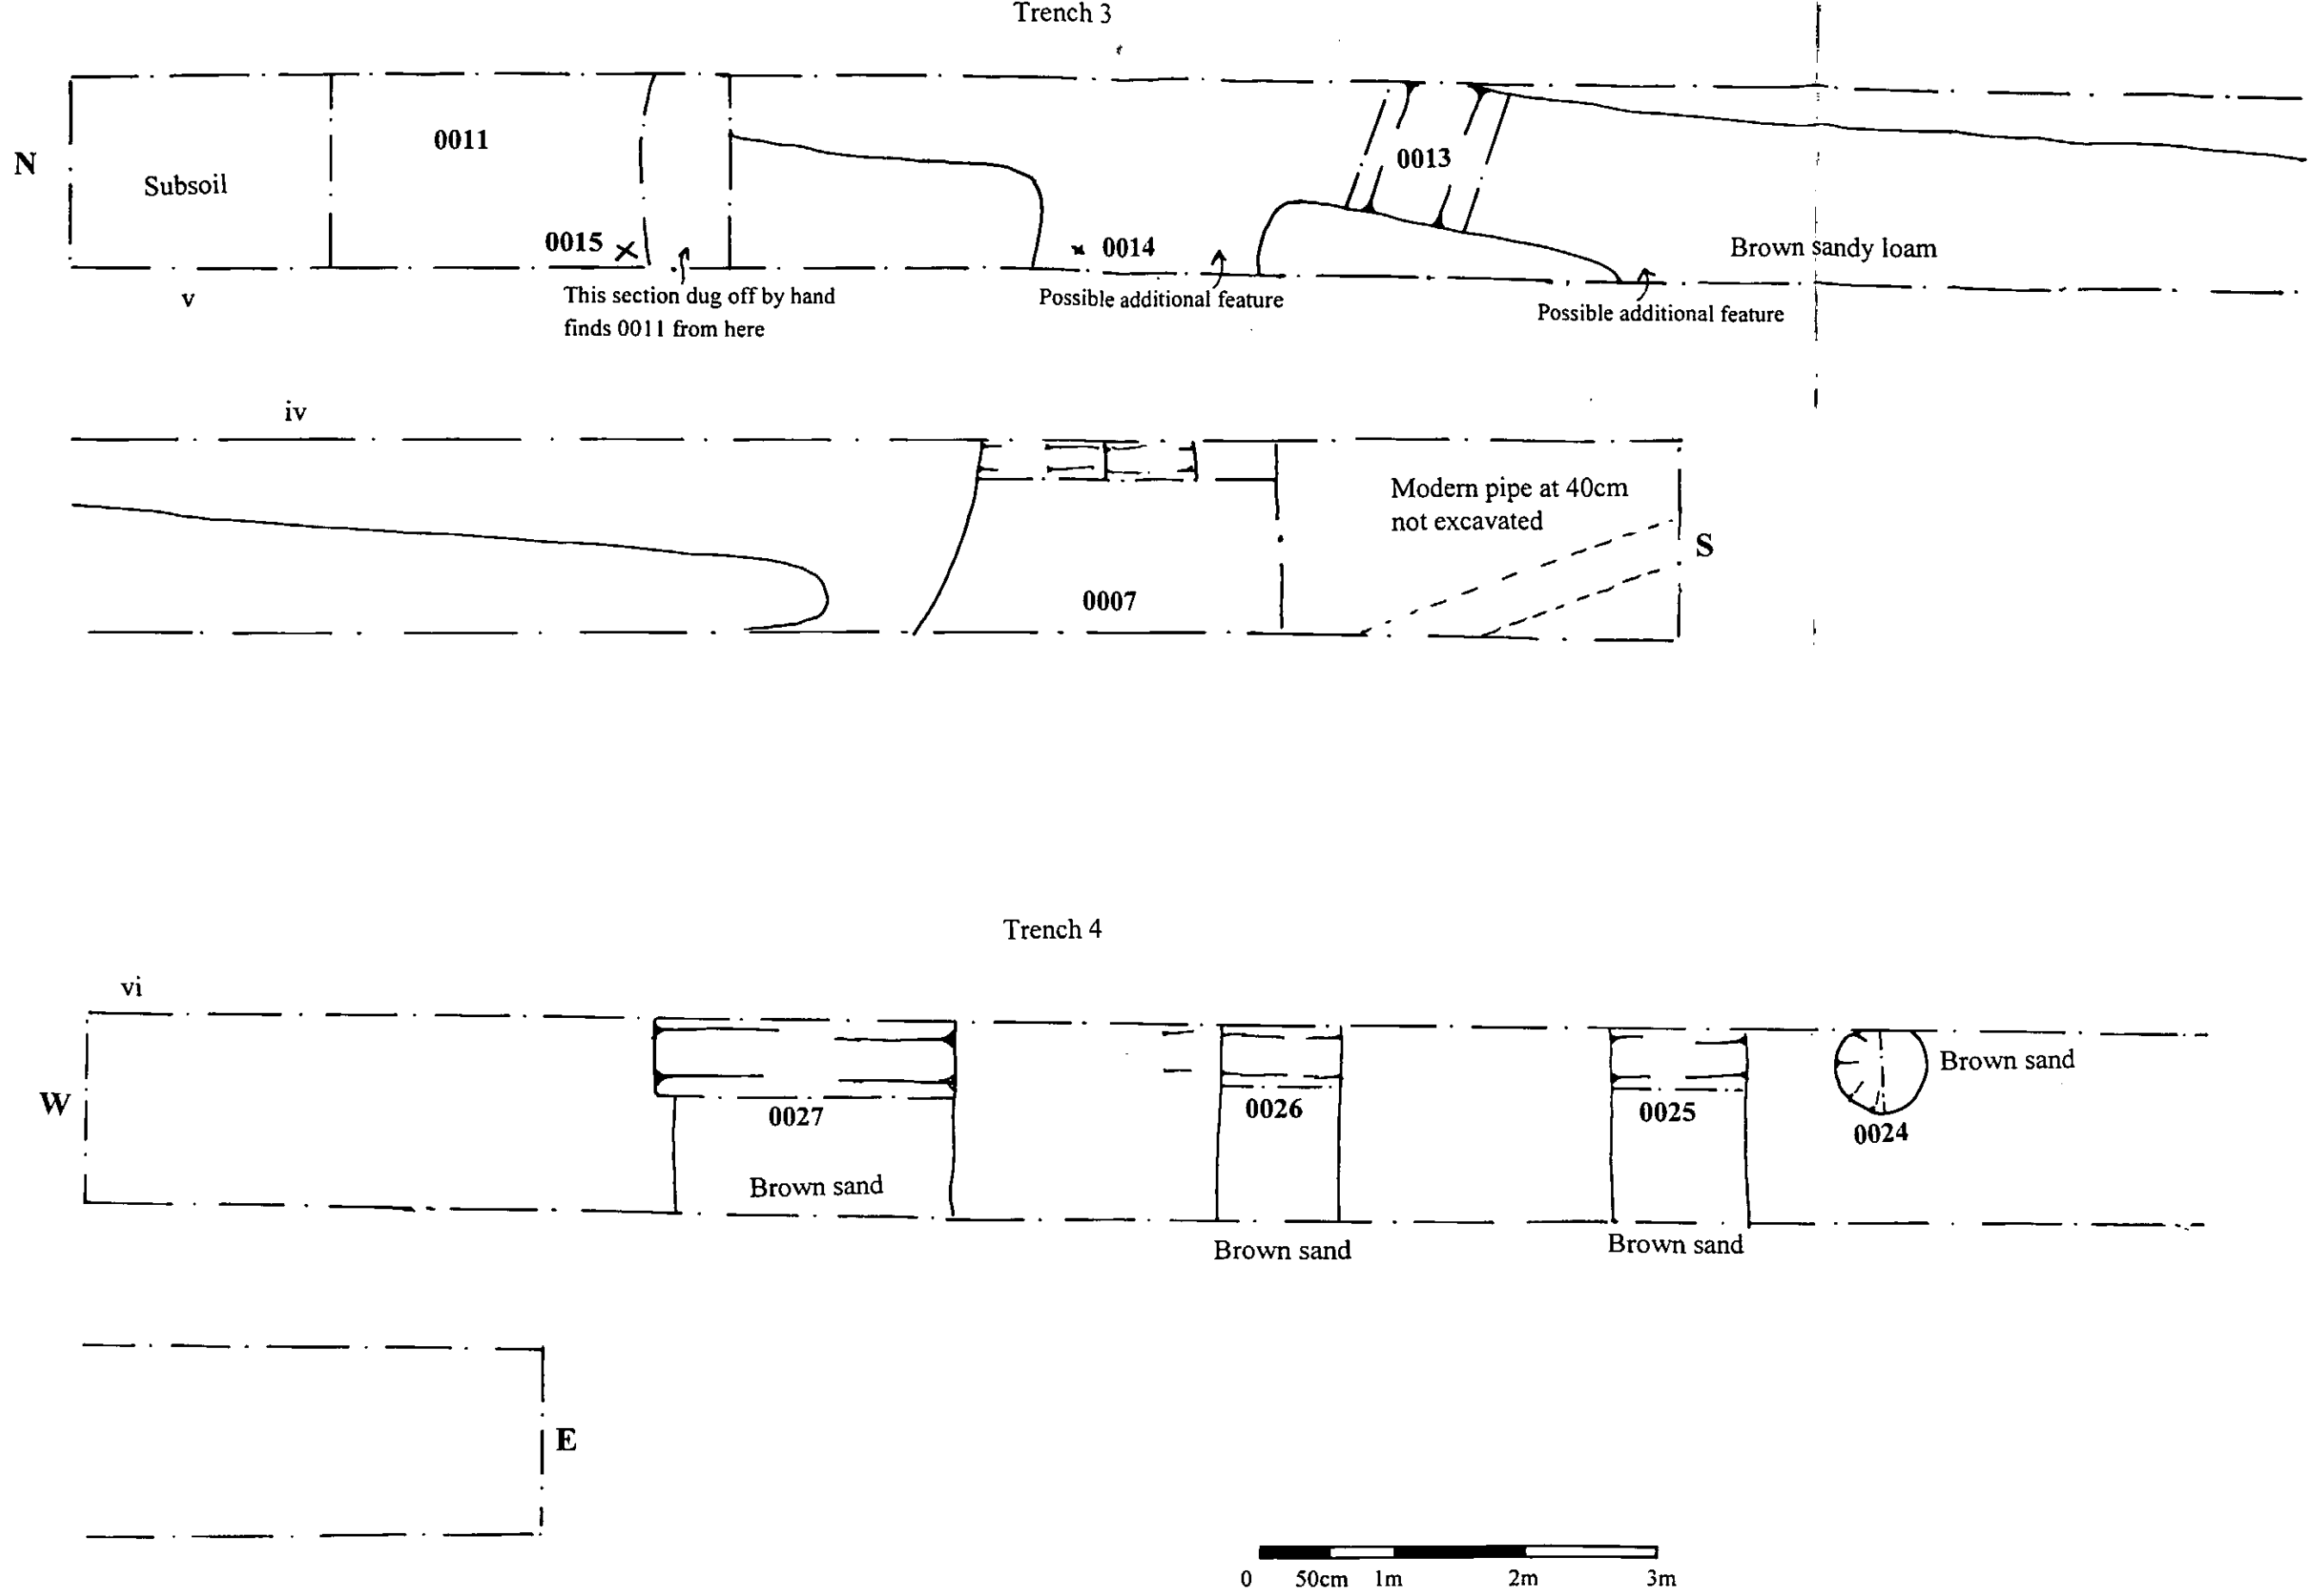 Trench 3
N
Subsoil
0011
0015
0014
0013
Brown sandy loam
v
This section dug off by hand
finds 0011 from here
Possible additional feature
Possible additional feature
iv
Modern pipe at 40cm
not excavated
S
0007
Trench 4
vi
W
0027
Brown sand
0026
Brown sand
0025
Brown sand
0024
Brown sand
E
0 50cm 1m 2m 3m